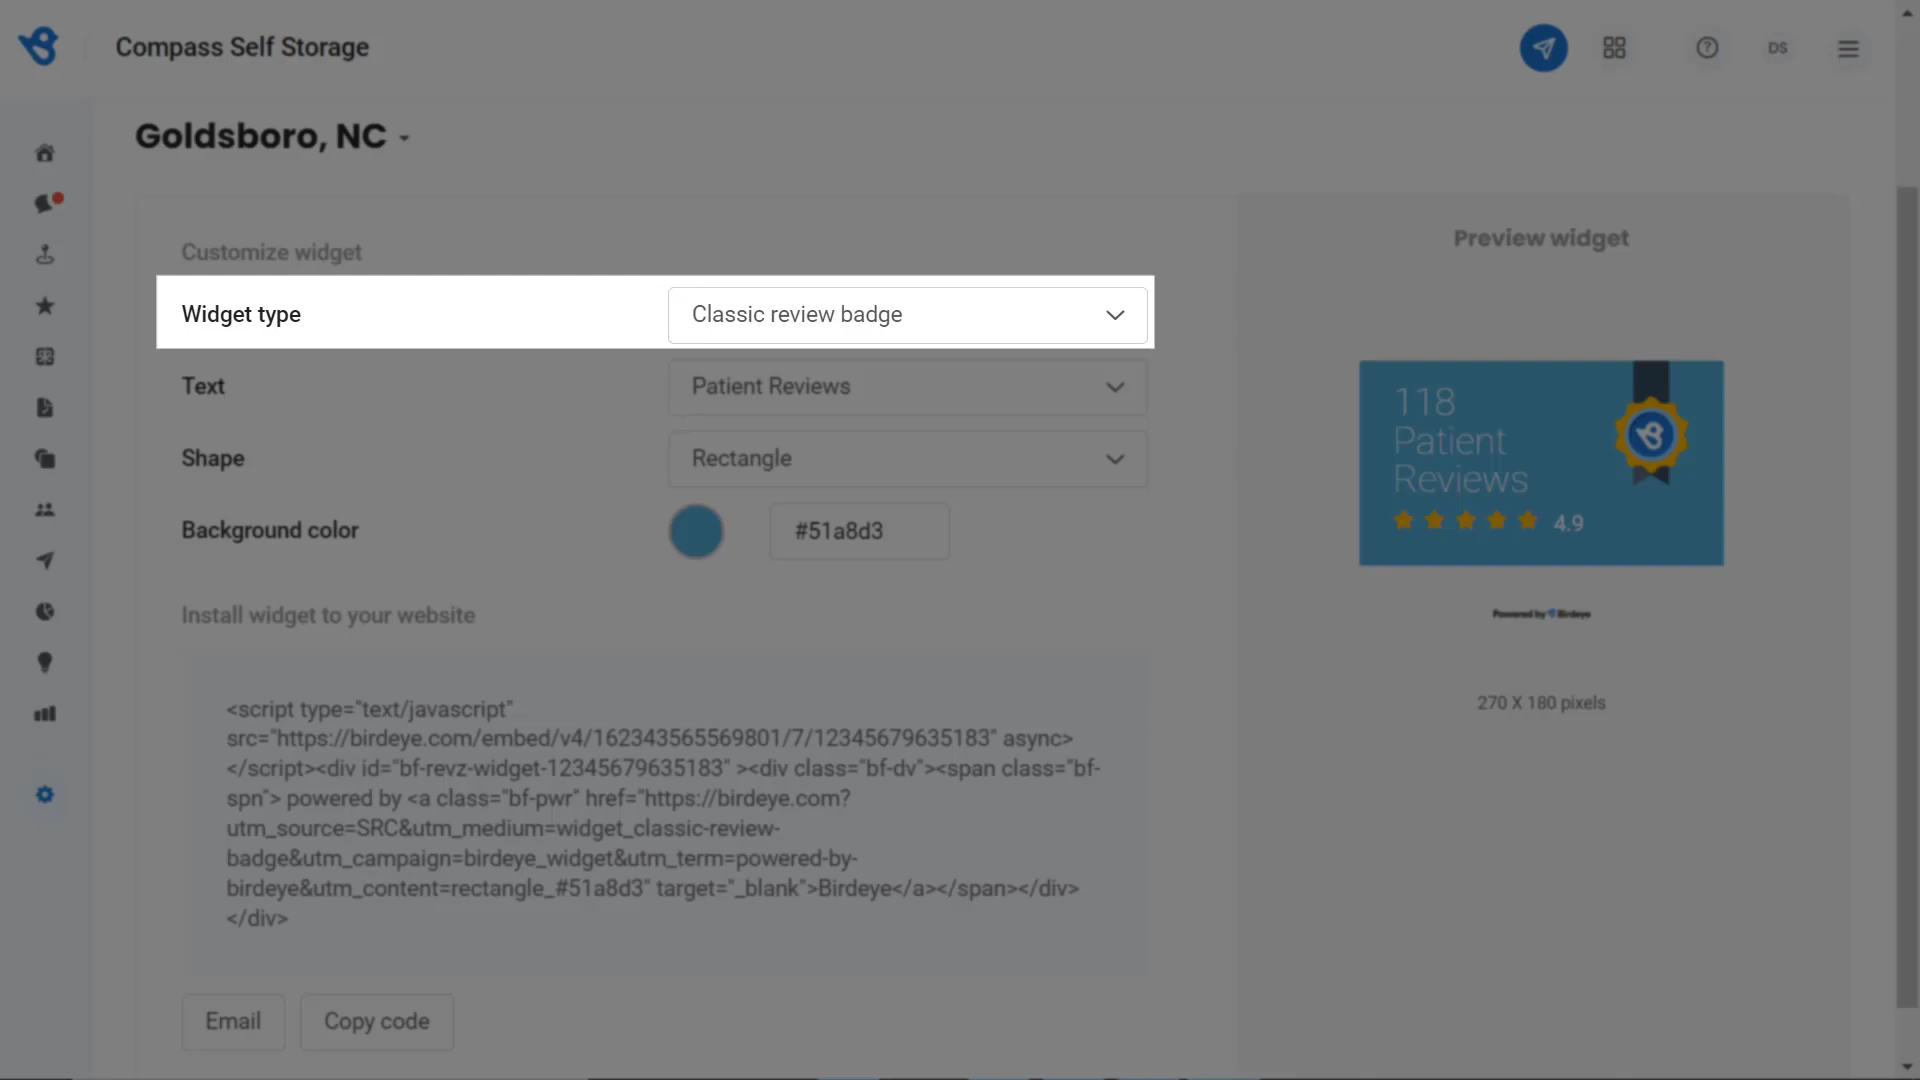 Compass Self Storage
DS
Goldsboro, NC
Customize widget
Widget type
Classic review badge
Text
Patient Reviews
Shape
Rectangle
Background color
#51a8d3
Install widget to your website
<script type="text/javascript"
src="https://birdeye.com/embed/v4/162343565569801/7/12345679635183" async>
</script><div id="bf-revz-widget-12345679635183" ><div class="bf-dv"><span class="bf-
spn"> powered by <a class="bf-pwr" href="https://birdeye.com?
utm_source=SRC&utm_medium=widget_classic-review-
badge&utm_campaign=birdeye_widget&utm_term=powered-by-
birdeye&utm_content=rectangle_#51a8d3" target="_blank">Birdeye</a></span></div>
</div>
Email
Copy code
Preview widget
118
Patient
Reviews
4.9
Powered by Birdeye
270 X 180 pixels